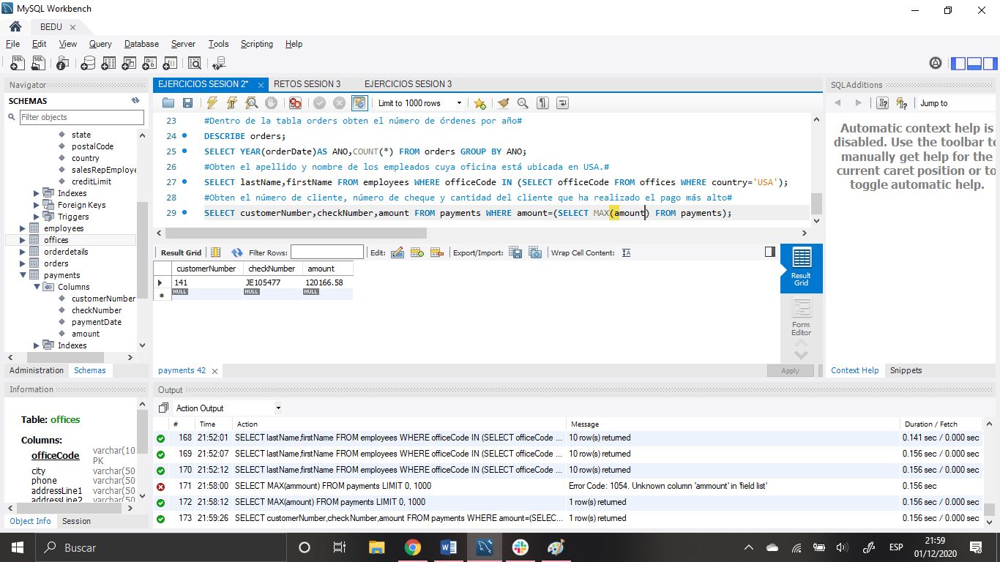 MySQL Workbench
BEDU
File Edit View Query Database Server Tools Scripting Help
Navigator
SCHEMAS
Filter objects
state
postalCode
country
salesRepEmploye
creditLimit
Indexes
Foreign Keys
Triggers
employees
offices
orderdetails
orders
payments
Columns
customerNumber
checkNumber
paymentDate
amount
Indexes
Administration Schemas
Information
Table: offices
Columns:
officeCode varchar(10 PK
city varchar(50
phone varchar(50
addressLine1 varchar(50
addressLine2 varchar(50
Object Info Session
EJERCICIOS SESION 2* RETOS SESION 3 EJERCICIOS SESION 3
Limit to 1000 rows
23 #Dentro de la tabla orders obten el número de órdenes por año#
24 DESCRIBE orders;
25 SELECT YEAR(orderDate)AS ANO,COUNT(*) FROM orders GROUP BY ANO;
26 #Obten el apellido y nombre de los empleados cuya oficina está ubicada en USA.#
27 SELECT lastName,firstName FROM employees WHERE officeCode IN (SELECT officeCode FROM offices WHERE country='USA');
28 #Obten el número de cliente, número de cheque y cantidad del cliente que ha realizado el pago más alto#
29 SELECT customerNumber,checkNumber,amount FROM payments WHERE amount=(SELECT MAX(amount) FROM payments);
Result Grid Filter Rows: Edit: Export/Import: Wrap Cell Content:
customerNumber checkNumber amount
141 JE105477 120166.58
NULL NULL NULL
Result Grid
Form Editor
payments 42
Apply
SQLAdditions
Jump to
Automatic context help is
disabled. Use the toolbar to
manually get help for the
current caret position or to
toggle automatic help.
Context Help Snippets
Output
Action Output
# Time Action Message Duration / Fetch
168 21:52:01 SELECT lastName,firstName FROM employees WHERE officeCode IN (SELECT officeCode ... 10 row(s) returned 0.141 sec / 0.000 sec
169 21:52:07 SELECT lastName,firstName FROM employees WHERE officeCode IN (SELECT officeCode ... 10 row(s) returned 0.156 sec / 0.000 sec
170 21:52:12 SELECT lastName,firstName FROM employees WHERE officeCode IN (SELECT officeCode ... 10 row(s) returned 0.156 sec / 0.000 sec
171 21:58:00 SELECT MAX(ammount) FROM payments LIMIT 0, 1000 Error Code: 1054. Unknown column 'ammount' in 'field list' 0.156 sec
172 21:58:12 SELECT MAX(amount) FROM payments LIMIT 0, 1000 1 row(s) returned 0.156 sec / 0.000 sec
173 21:59:26 SELECT customerNumber,checkNumber,amount FROM payments WHERE amount=(SELEC... 1 row(s) returned 0.156 sec / 0.000 sec
Buscar
ESP
21:59
01/12/2020